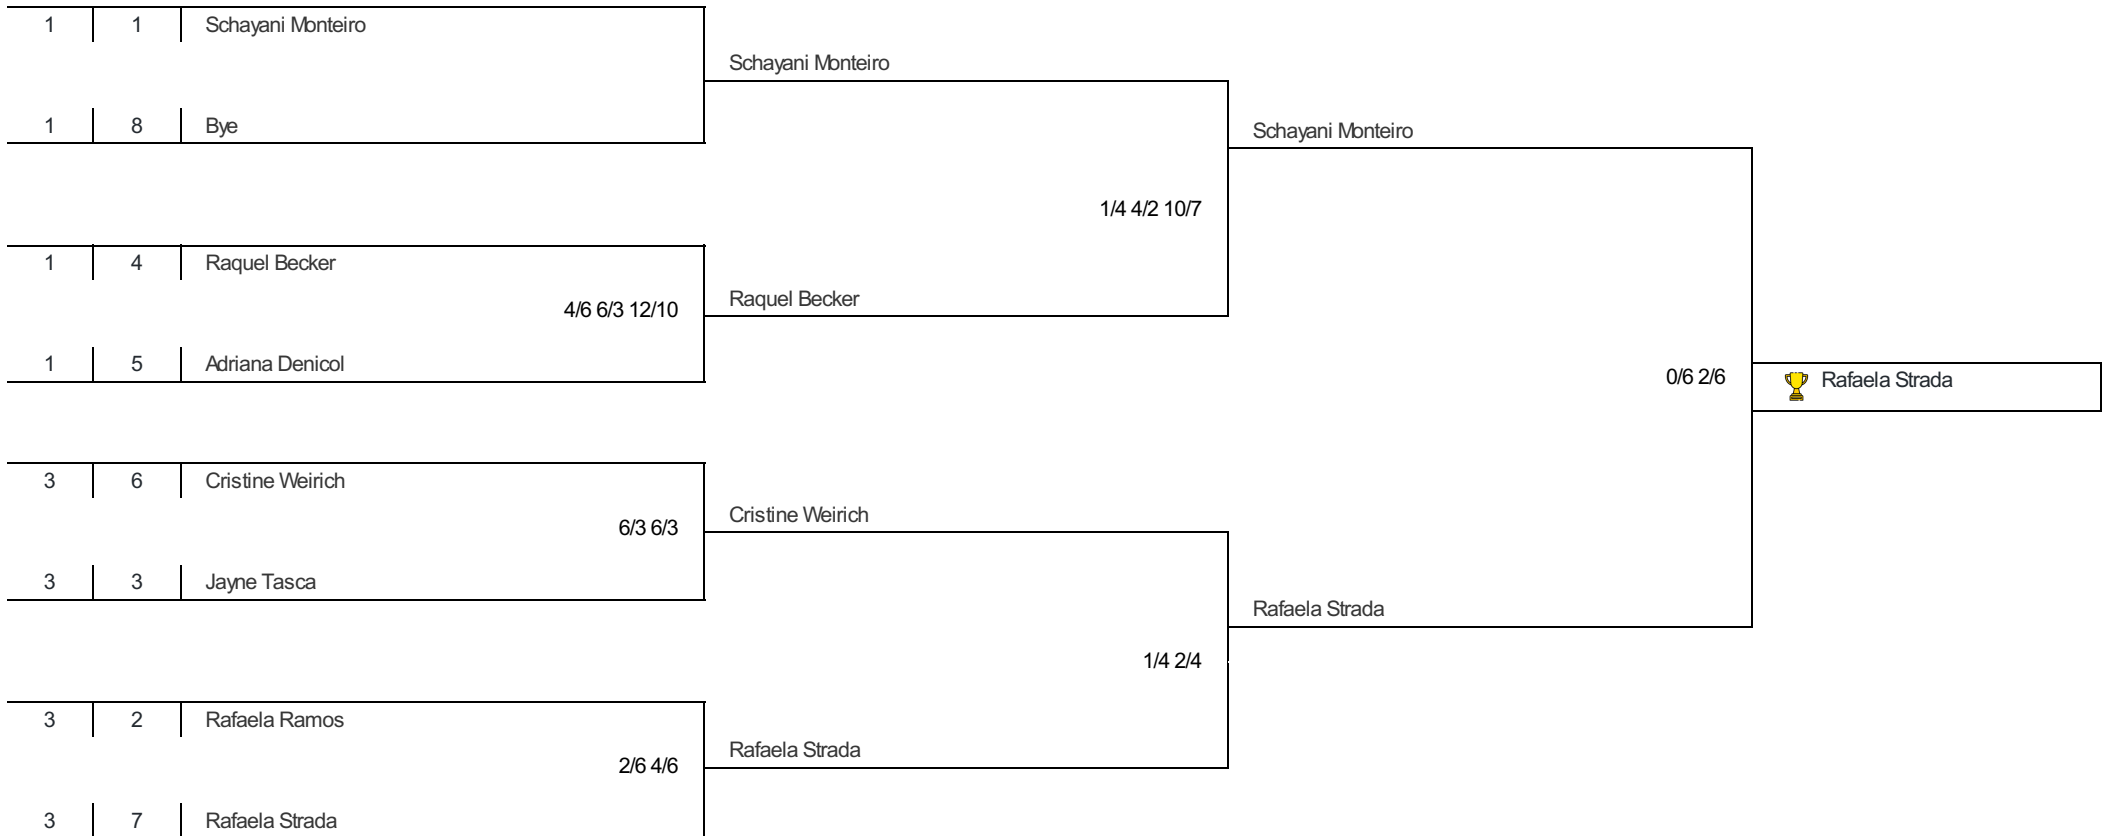 1 1 Schayani Monteiro
Schayani Monteiro
1 8 Bye
Schayani Monteiro
1/4 4/2 10/7
1 4 Raquel Becker
Raquel Becker
4/6 6/3 12/10
1 5 Adriana Denicol
0/6 2/6
Rafaela Strada
3 6 Cristine Weirich
Cristine Weirich
6/3 6/3
3 3 Jayne Tasca
Rafaela Strada
1/4 2/4
3 2 Rafaela Ramos
Rafaela Strada
2/6 4/6
3 7 Rafaela Strada